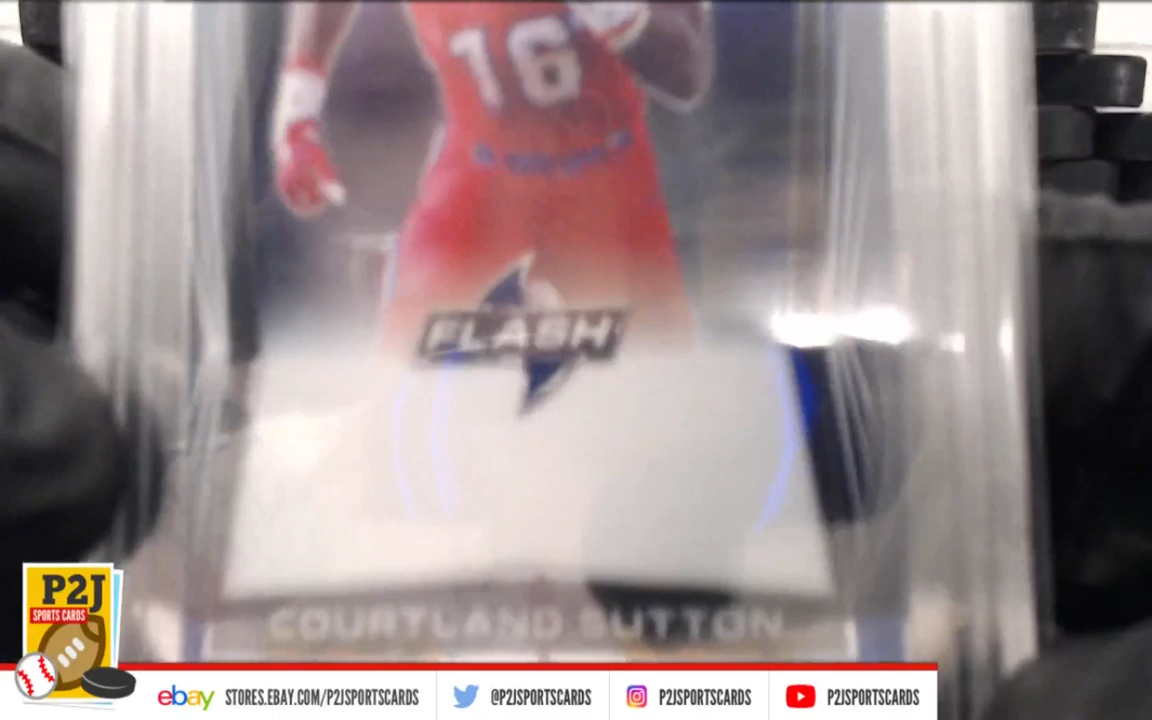 16
FLASH
COURTLAND SUTTON
P2J
SPORTS CARDS
ebay STORES.EBAY.COM/P2JSPORTSCARDS @P2JSPORTSCARDS P2JSPORTSCARDS P2JSPORTSCARDS